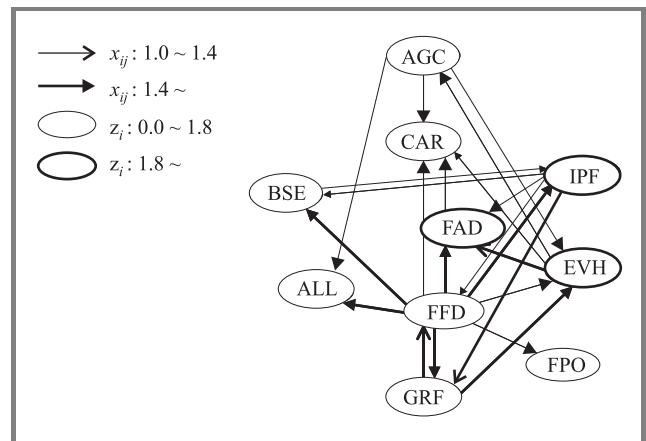 x_ij : 1.0 ~ 1.4
x_ij : 1.4 ~
z_i : 0.0 ~ 1.8
z_i : 1.8 ~
AGC
CAR
IPF
BSE
FAD
EVH
ALL
FFD
FPO
GRF